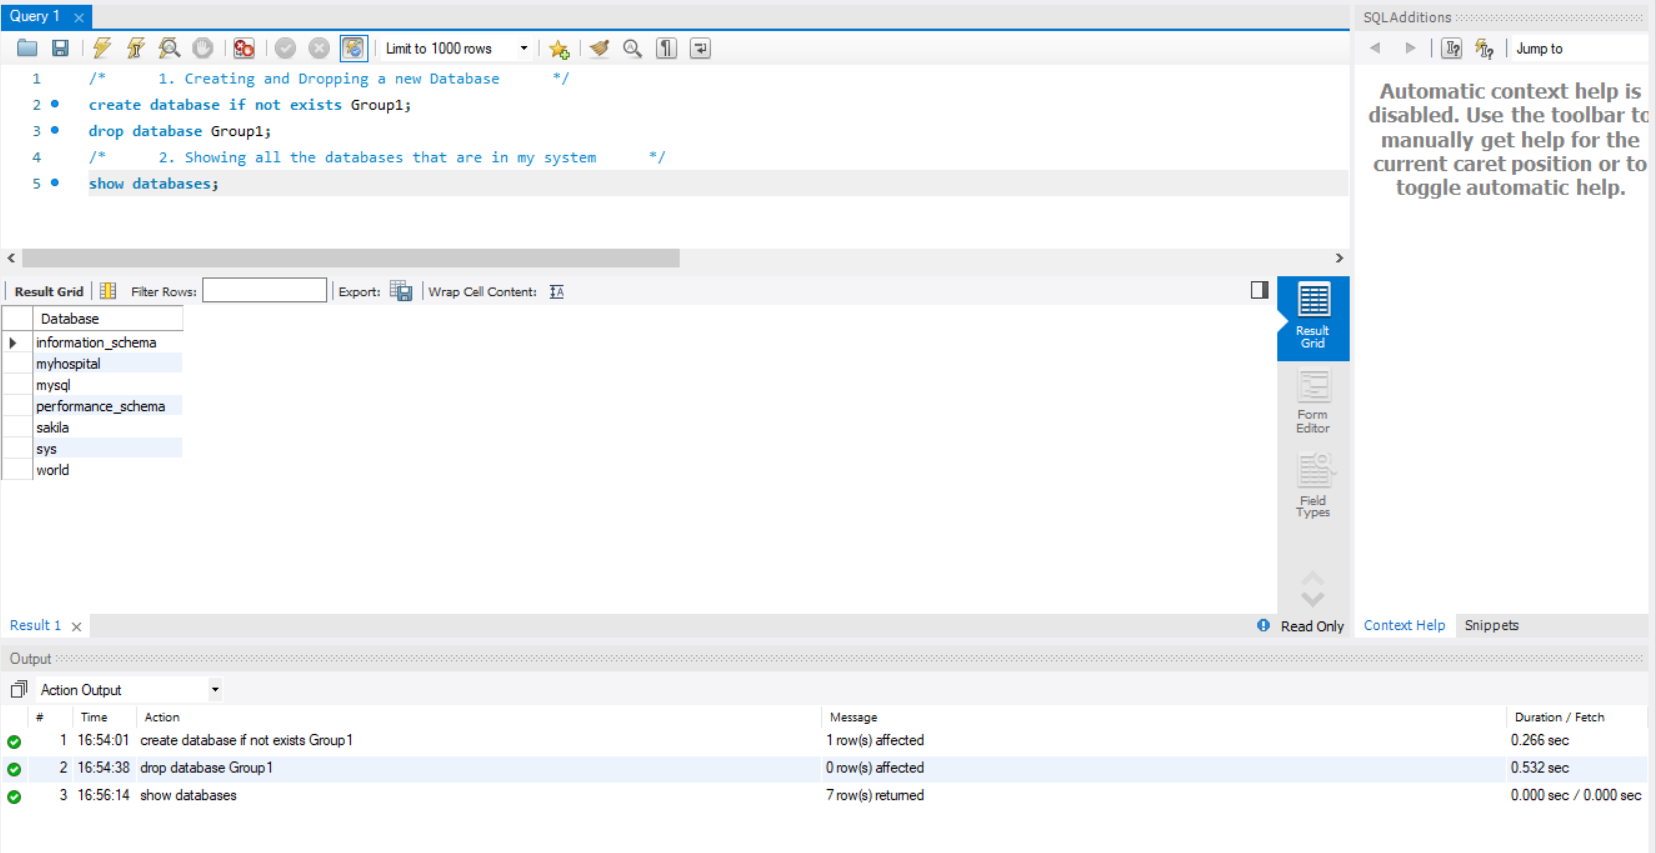 Query 1
SQLAdditions
Limit to 1000 rows
Jump to
1 /* 1. Creating and Dropping a new Database */
2 create database if not exists Group1;
3 drop database Group1;
4 /* 2. Showing all the databases that are in my system */
5 show databases;
Automatic context help is
disabled. Use the toolbar to
manually get help for the
current caret position or to
toggle automatic help.
Result Grid Filter Rows: Export: Wrap Cell Content:
Database
information_schema
myhospital
mysql
performance_schema
sakila
sys
world
Result
Grid
Form
Editor
Field
Types
Result 1
Read Only
Context Help Snippets
Output
Action Output
# Time Action Message Duration / Fetch
1 16:54:01 create database if not exists Group1 1 row(s) affected 0.266 sec
2 16:54:38 drop database Group1 0 row(s) affected 0.532 sec
3 16:56:14 show databases 7 row(s) returned 0.000 sec / 0.000 sec